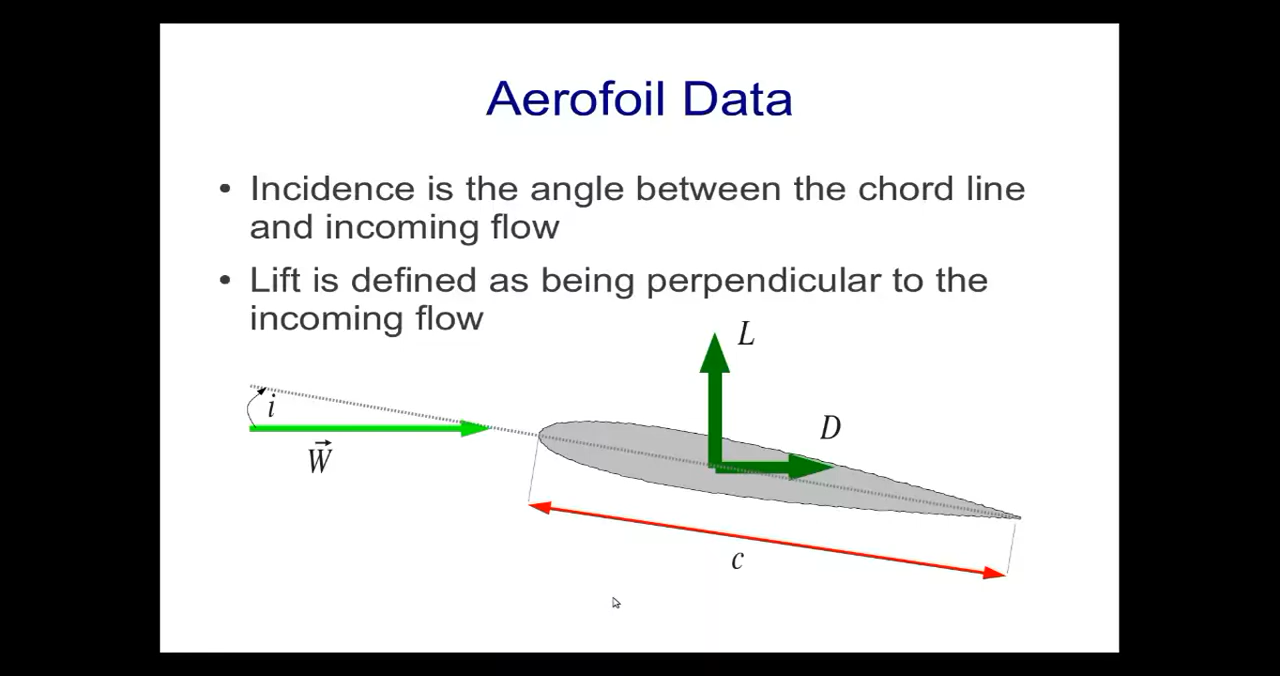 Aerofoil Data
• Incidence is the angle between the chord line
and incoming flow
• Lift is defined as being perpendicular to the
incoming flow
L
i
D
W⃗
c